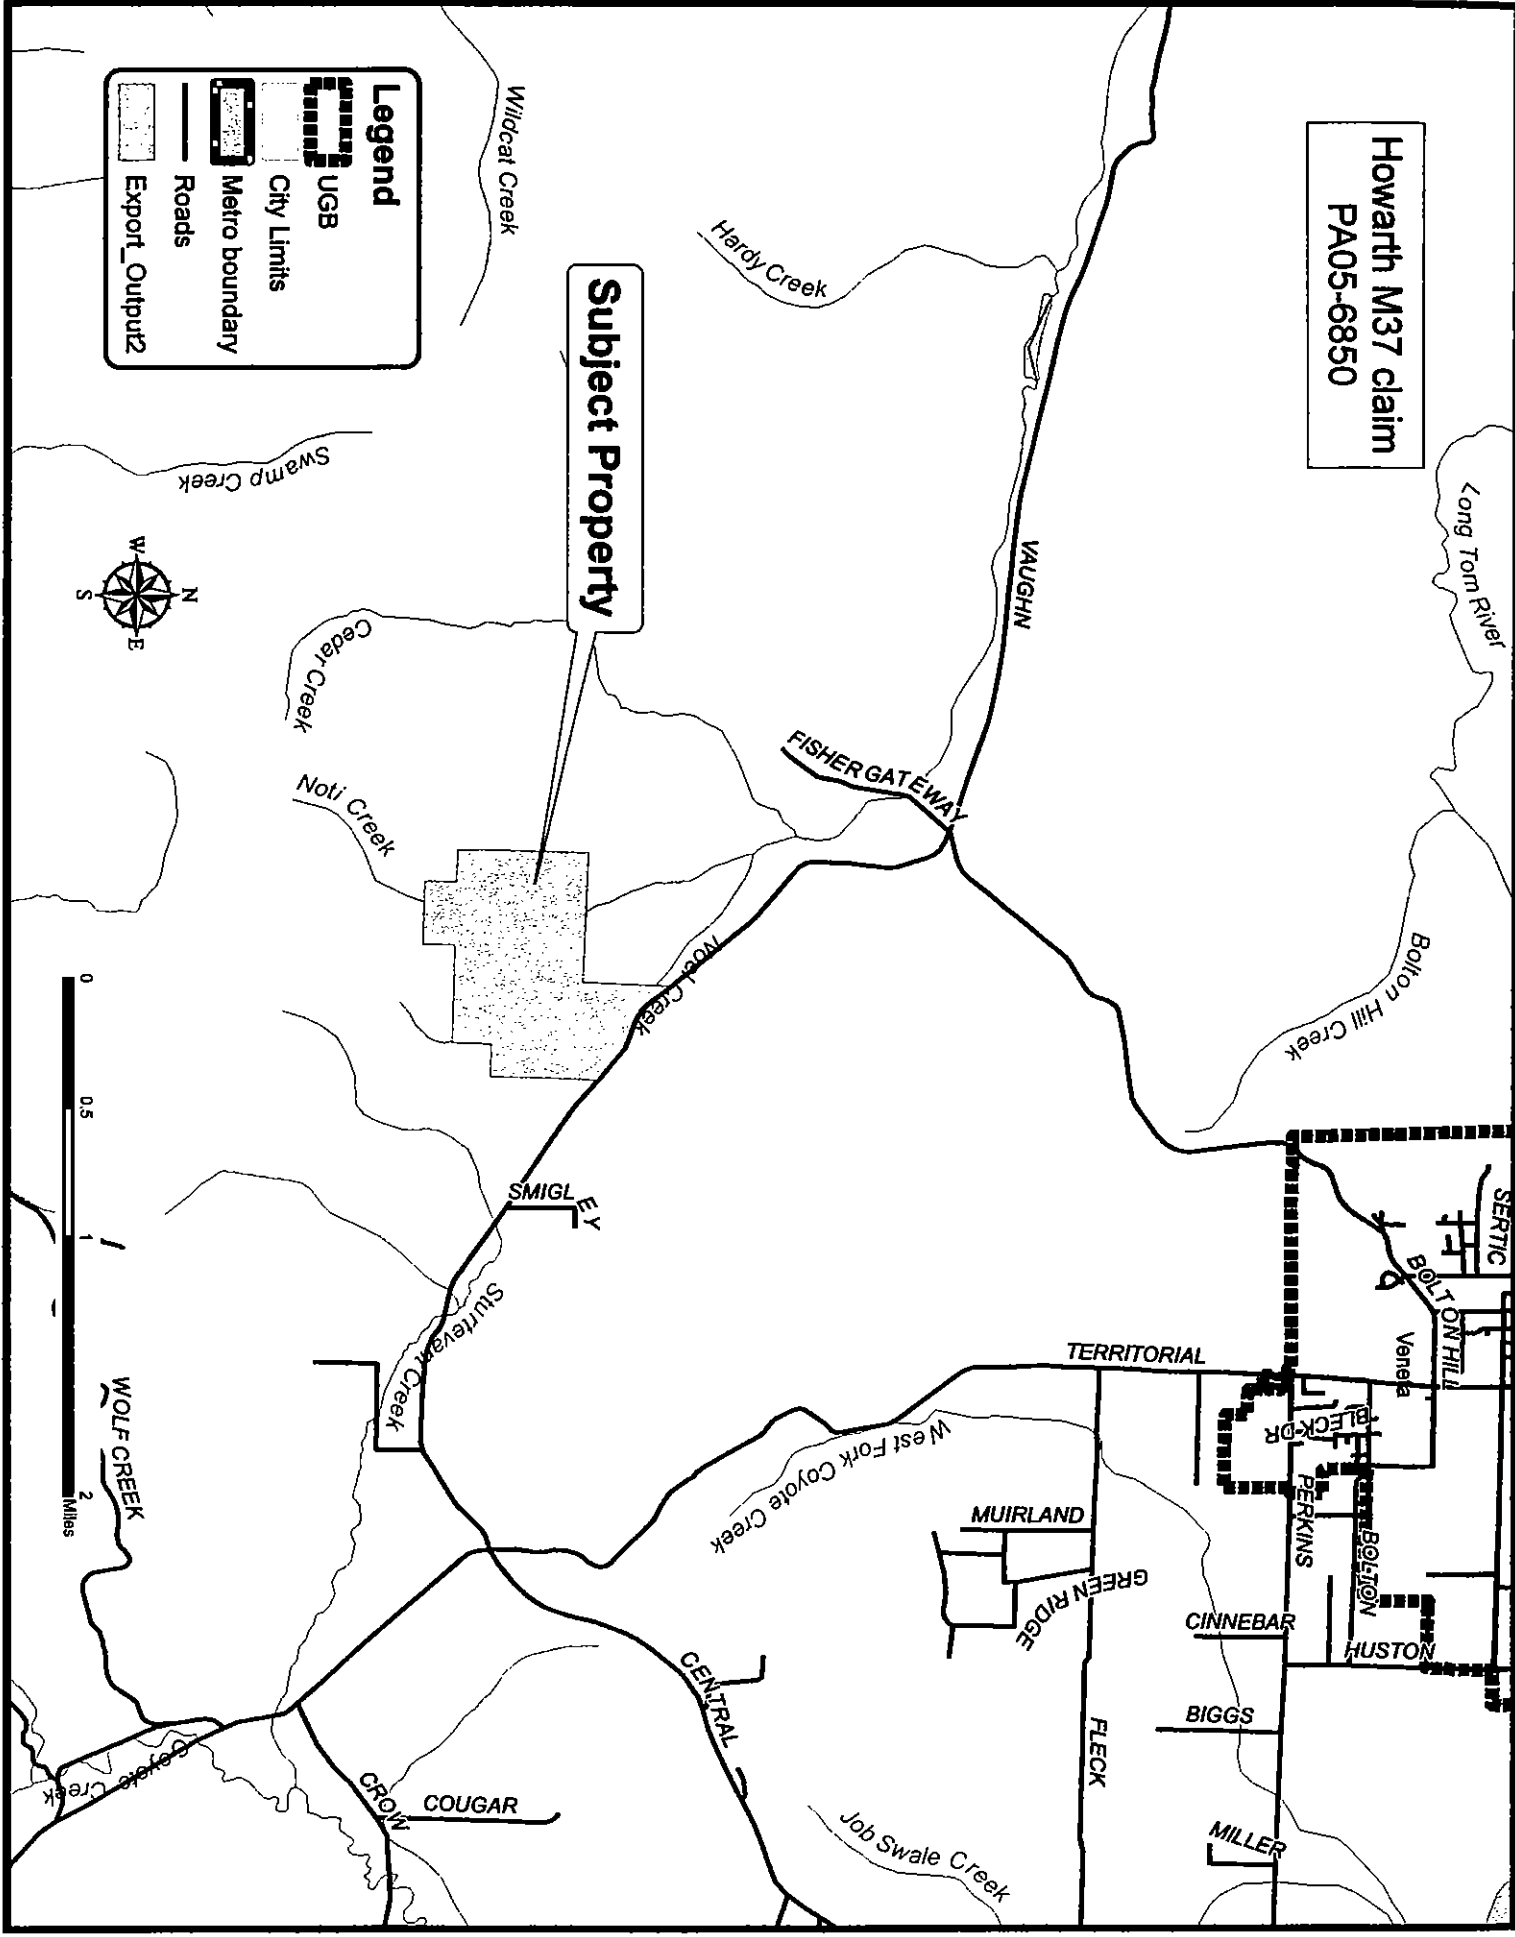 Howarth M37 claim
PA05-6850
Long Tom River
Bolton Hill Creek
Wildcat Creek
Hardy Creek
VAUGHN
FISHER GATEWAY
Subject Property
Swamp Creek
Cedar Creek
Noti Creek
Noel Creek
SMIGLEY
Sturtevant Creek
SERTIC
BOLTON HILL
Veneta
TERRITORIAL
BLECK DR
PERKINS
BOLTON
HUSTON
CINNEBAR
BIGGS
MILLER
West Fork Coyote Creek
MUIRLAND
GREEN RIDGE
FLECK
CENTRAL
Job Swale Creek
CROW
COUGAR
WOLF CREEK
Coyote Creek
Legend
UGB
City Limits
Metro boundary
Roads
Export_Output2
N
W
E
S
0 0.5 1 2
Miles